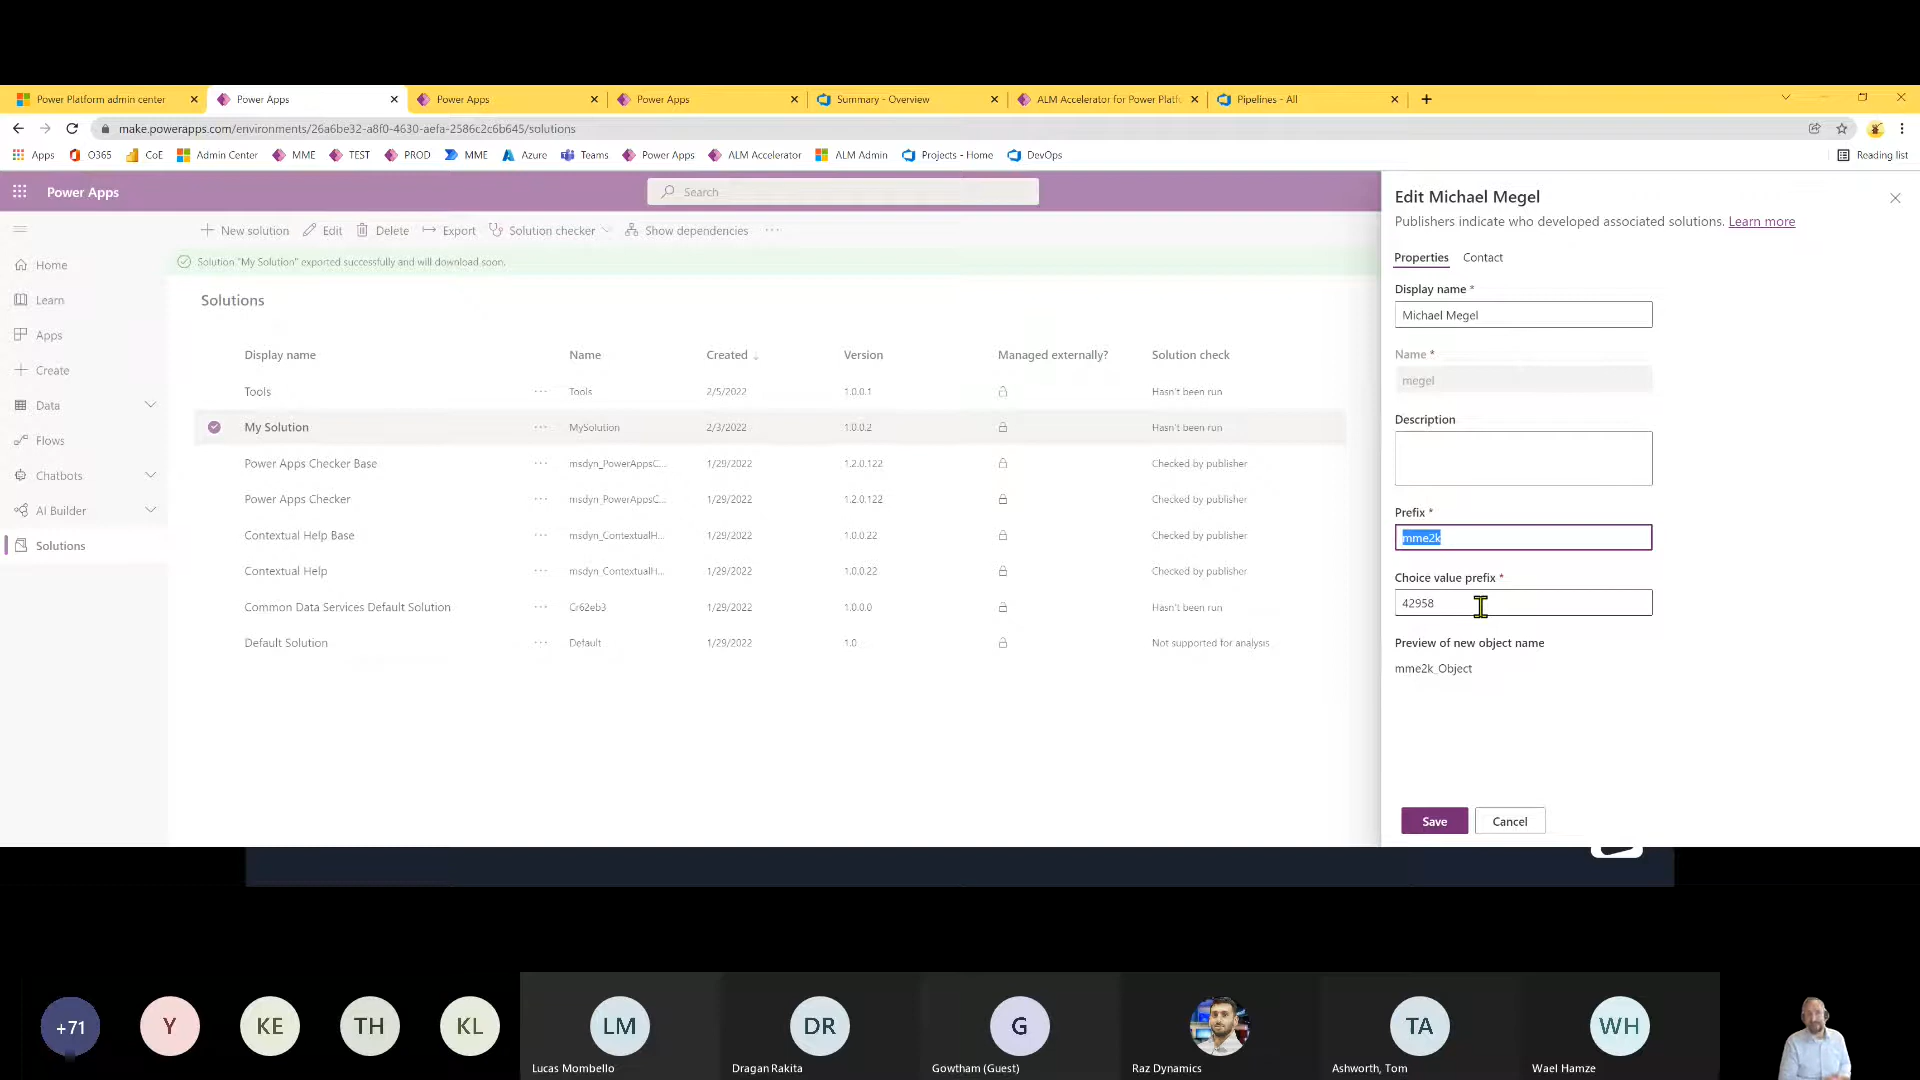 Power Platform admin center
Power Apps
Power Apps
Power Apps
Summary - Overview
ALM Accelerator for Power Platf
Pipelines - All
make.powerapps.com/environments/26a6be32-a8f0-4630-aefa-2586c2c6b645/solutions
Apps
O365
CoE
Admin Center
MME
TEST
PROD
MME
Azure
Teams
Power Apps
ALM Accelerator
ALM Admin
Projects - Home
DevOps
Reading list
Power Apps
Search
New solution
Edit
Delete
Export
Solution checker
Show dependencies
Solution "My Solution" exported successfully and will download soon.
Home
Learn
Apps
Create
Data
Flows
Chatbots
AI Builder
Solutions
Solutions
Display name Name Created Version Managed externally? Solution check
Tools Tools 2/5/2022 1.0.0.1 Hasn't been run
My Solution MySolution 2/3/2022 1.0.0.2 Hasn't been run
Power Apps Checker Base msdyn_PowerAppsC... 1/29/2022 1.2.0.122 Checked by publisher
Power Apps Checker msdyn_PowerAppsC... 1/29/2022 1.2.0.122 Checked by publisher
Contextual Help Base msdyn_ContextualH... 1/29/2022 1.0.0.22 Checked by publisher
Contextual Help msdyn_ContextualH... 1/29/2022 1.0.0.22 Checked by publisher
Common Data Services Default Solution Cr62eb3 1/29/2022 1.0.0.0 Hasn't been run
Default Solution Default 1/29/2022 1.0 Not supported for analysis
Edit Michael Megel
Publishers indicate who developed associated solutions. Learn more
Properties
Contact
Display name *
Michael Megel
Name *
megel
Description
Prefix *
mme2k
Choice value prefix *
42958
Preview of new object name
mme2k_Object
Save
Cancel
+71
Y
KE
TH
KL
LM
DR
G
TA
WH
Lucas Mombello
Dragan Rakita
Gowtham (Guest)
Raz Dynamics
Ashworth, Tom
Wael Hamze